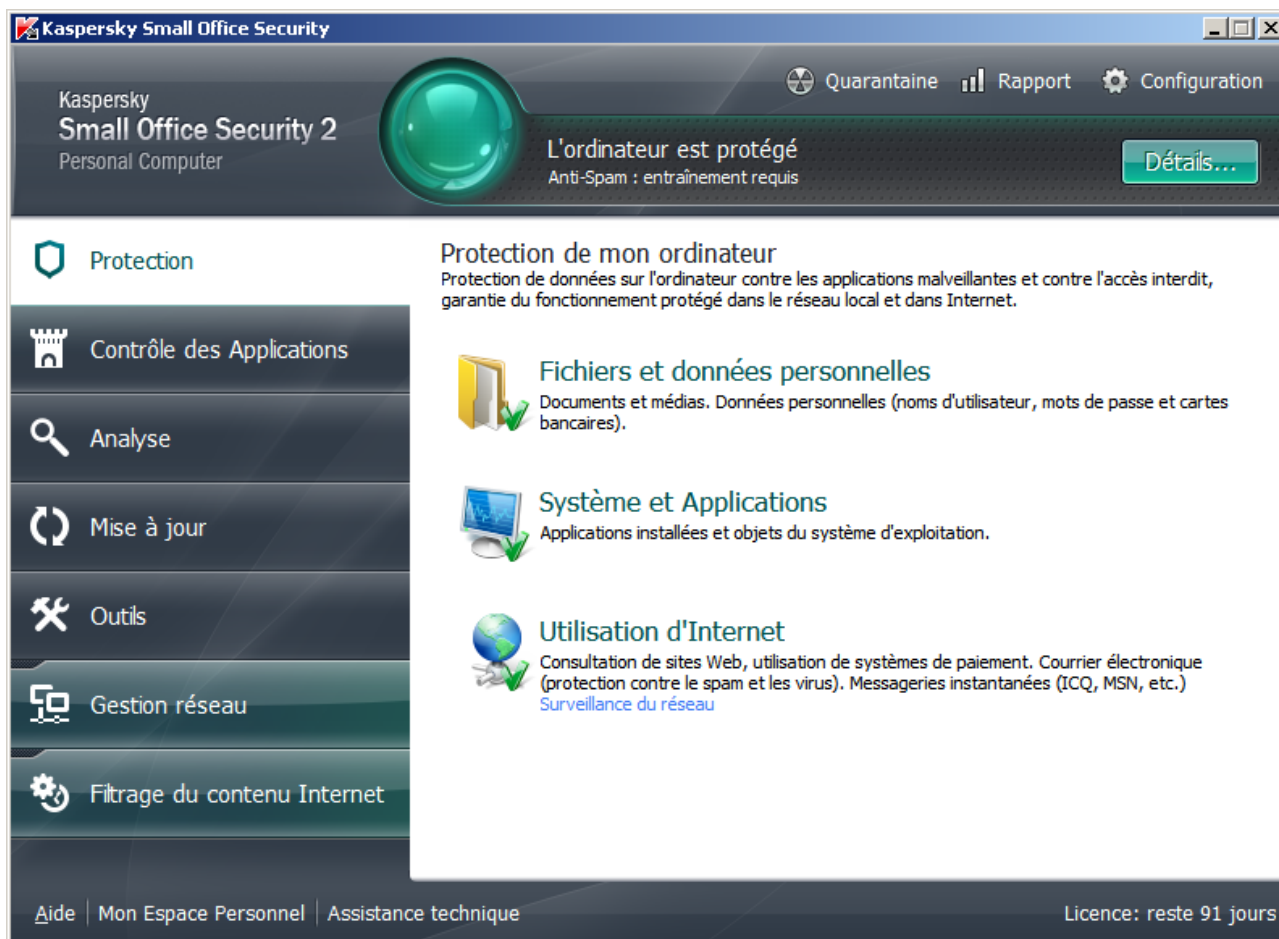 Kaspersky Small Office Security
Quarantaine
Rapport
Configuration
Kaspersky
Small Office Security 2
Personal Computer
L'ordinateur est protégé
Anti-Spam : entraînement requis
Détails...
Protection
Contrôle des Applications
Analyse
Mise à jour
Outils
Gestion réseau
Filtrage du contenu Internet
Protection de mon ordinateur
Protection de données sur l'ordinateur contre les applications malveillantes et contre l'accès interdit,
garantie du fonctionnement protégé dans le réseau local et dans Internet.
Fichiers et données personnelles
Documents et médias. Données personnelles (noms d'utilisateur, mots de passe et cartes
bancaires).
Système et Applications
Applications installées et objets du système d'exploitation.
Utilisation d'Internet
Consultation de sites Web, utilisation de systèmes de paiement. Courrier électronique
(protection contre le spam et les virus). Messageries instantanées (ICQ, MSN, etc.)
Surveillance du réseau
Aide
Mon Espace Personnel
Assistance technique
Licence: reste 91 jours